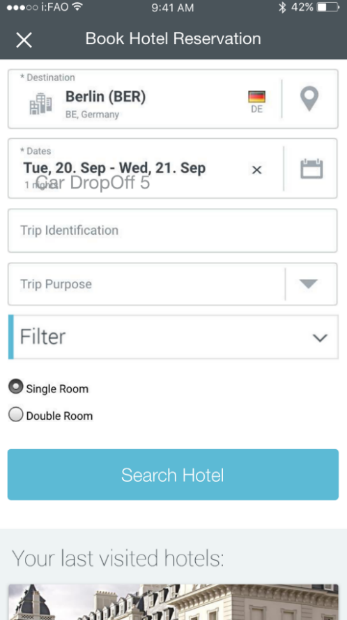 i:FAO 9:41 AM 42%
Book Hotel Reservation
* Destination
Berlin (BER)
DE
BE, Germany
* Dates
Tue, 20. Sep - Wed, 21. Sep ×
Car DropOff 5
Trip Identification
Trip Purpose
Filter
Single Room
Double Room
Search Hotel
Your last visited hotels: